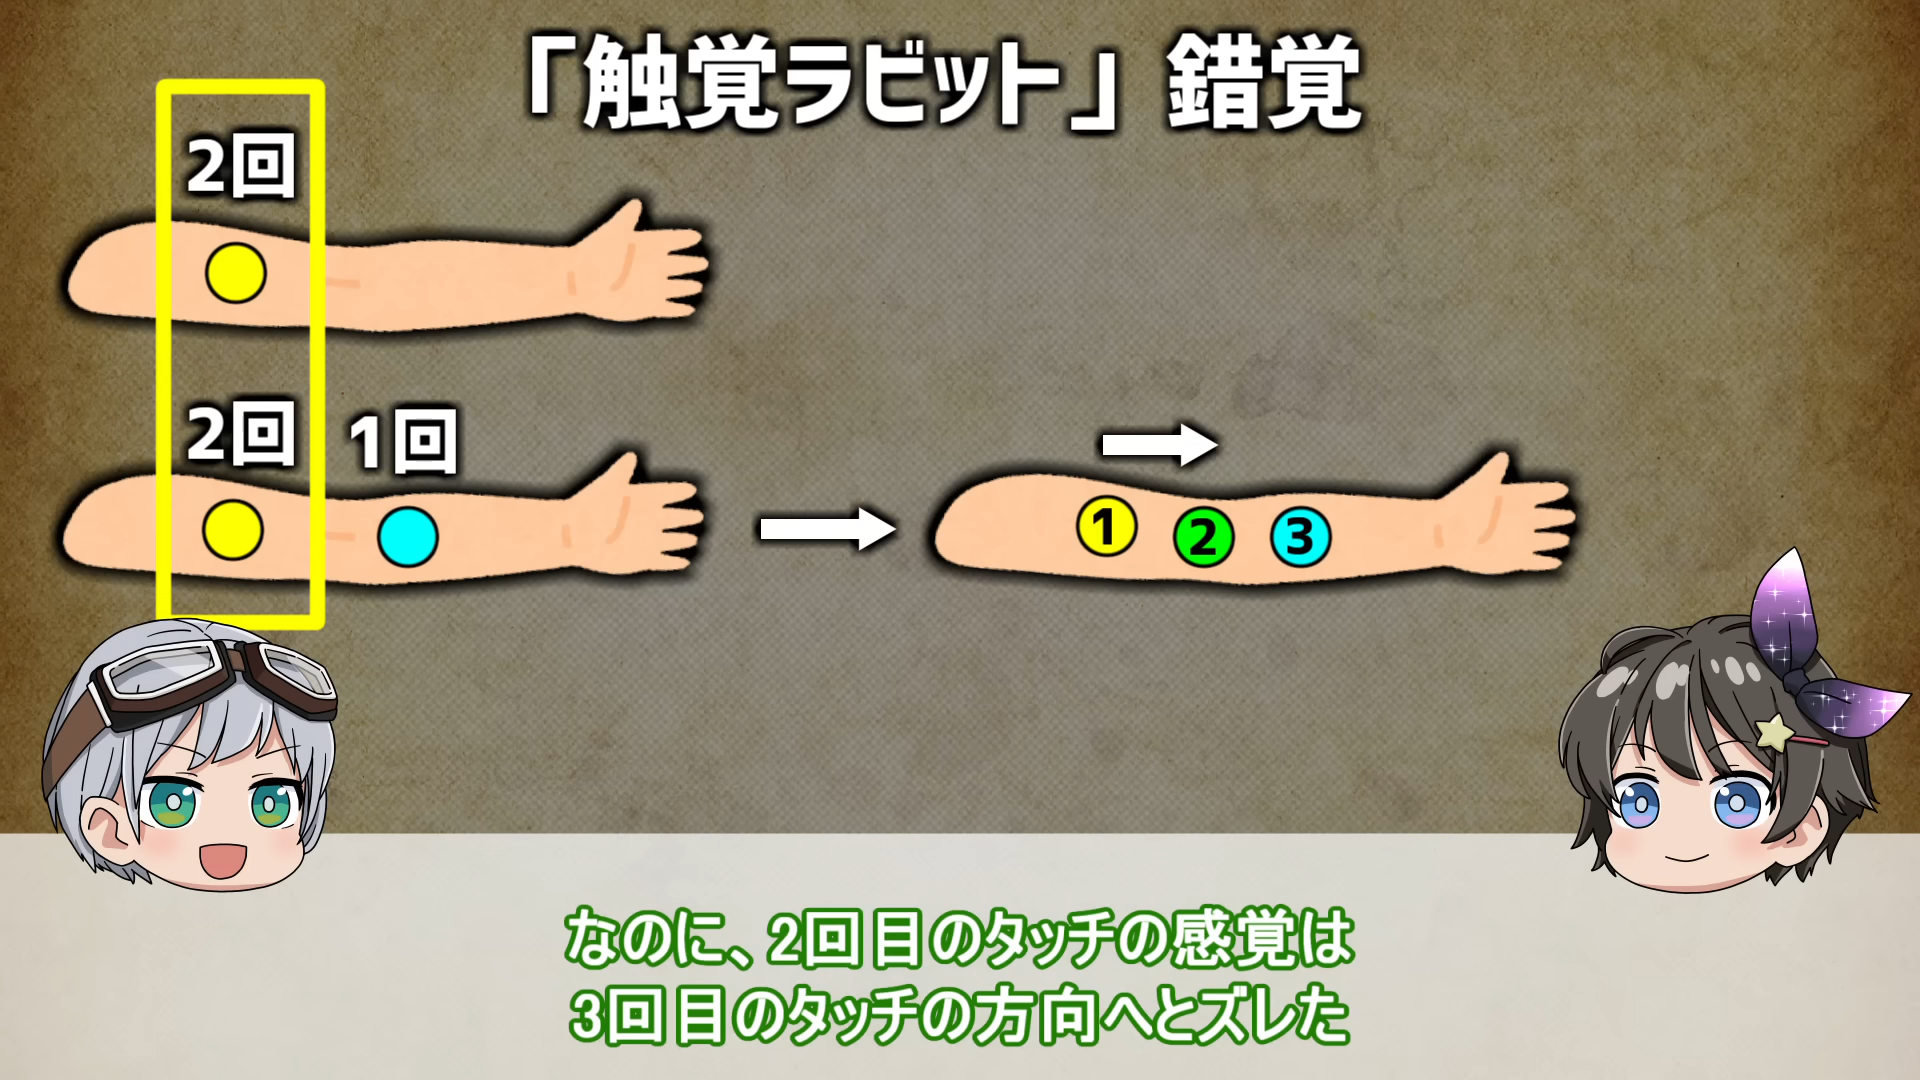 「触覚ラビット」錯覚
2回
2回
1回
1
2
3
なのに、2回目のタッチの感覚は
3回目のタッチの方向へとズレた